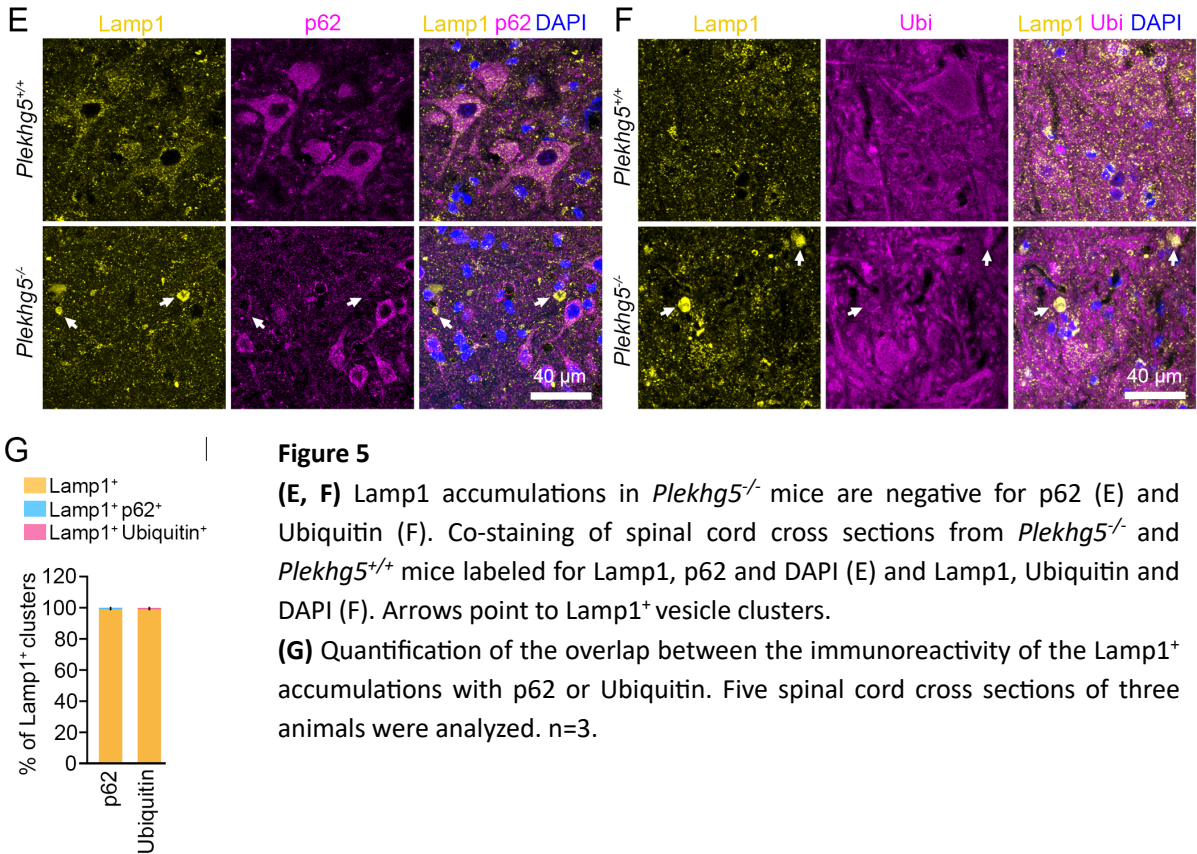 E
Lamp1
p62
Lamp1 p62 DAPI
Plekhg5+/+
Plekhg5-/-
40 µm
F
Lamp1
Ubi
Lamp1 Ubi DAPI
Plekhg5+/+
Plekhg5-/-
40 µm
G
Lamp1⁺
Lamp1⁺ p62⁺
Lamp1⁺ Ubiquitin⁺
% of Lamp1⁺ clusters
120
100
80
60
40
20
0
p62
Ubiquitin
Figure 5
(E, F) Lamp1 accumulations in Plekhg5-/- mice are negative for p62 (E) and
Ubiquitin (F). Co-staining of spinal cord cross sections from Plekhg5-/- and
Plekhg5+/+ mice labeled for Lamp1, p62 and DAPI (E) and Lamp1, Ubiquitin and
DAPI (F). Arrows point to Lamp1⁺ vesicle clusters.
(G) Quantification of the overlap between the immunoreactivity of the Lamp1⁺
accumulations with p62 or Ubiquitin. Five spinal cord cross sections of three
animals were analyzed. n=3.